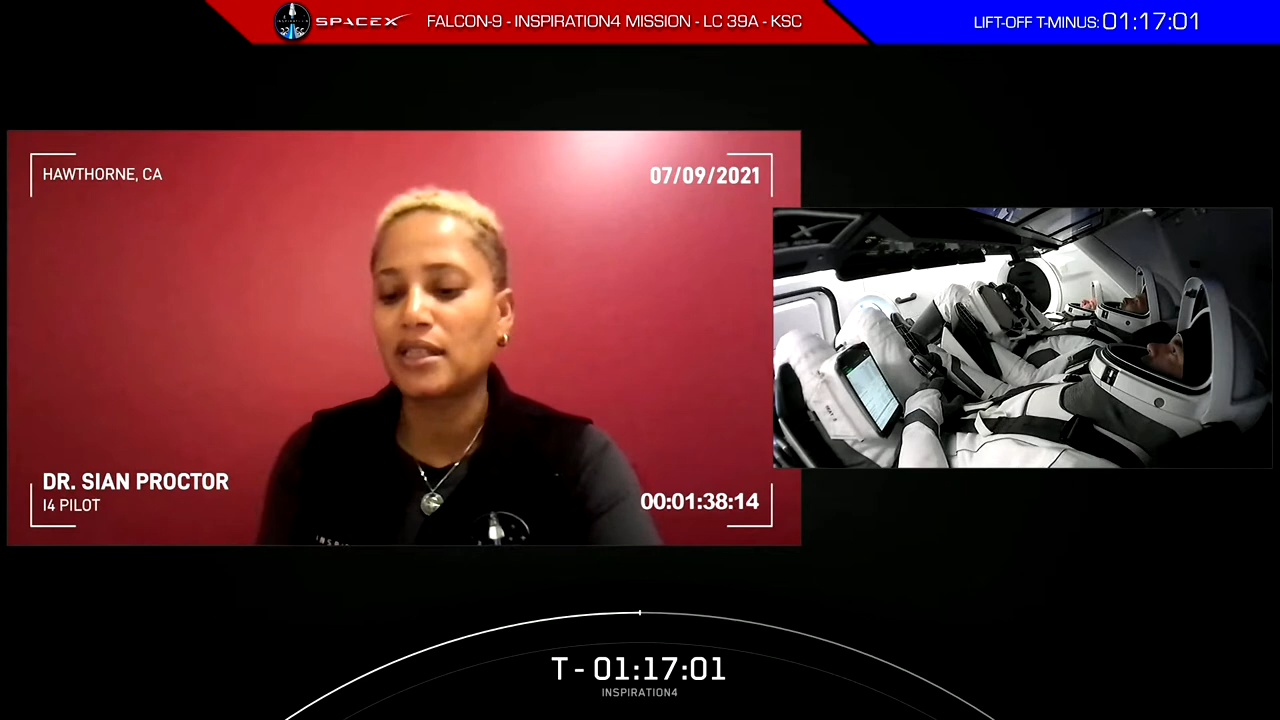 SPACEX
FALCON-9 - INSPIRATION4 MISSION - LC 39A - KSC
LIFT-OFF T-MINUS: 01:17:01
HAWTHORNE, CA
07/09/2021
DR. SIAN PROCTOR
I4 PILOT
00:01:38:14
T- 01:17:01
INSPIRATION4